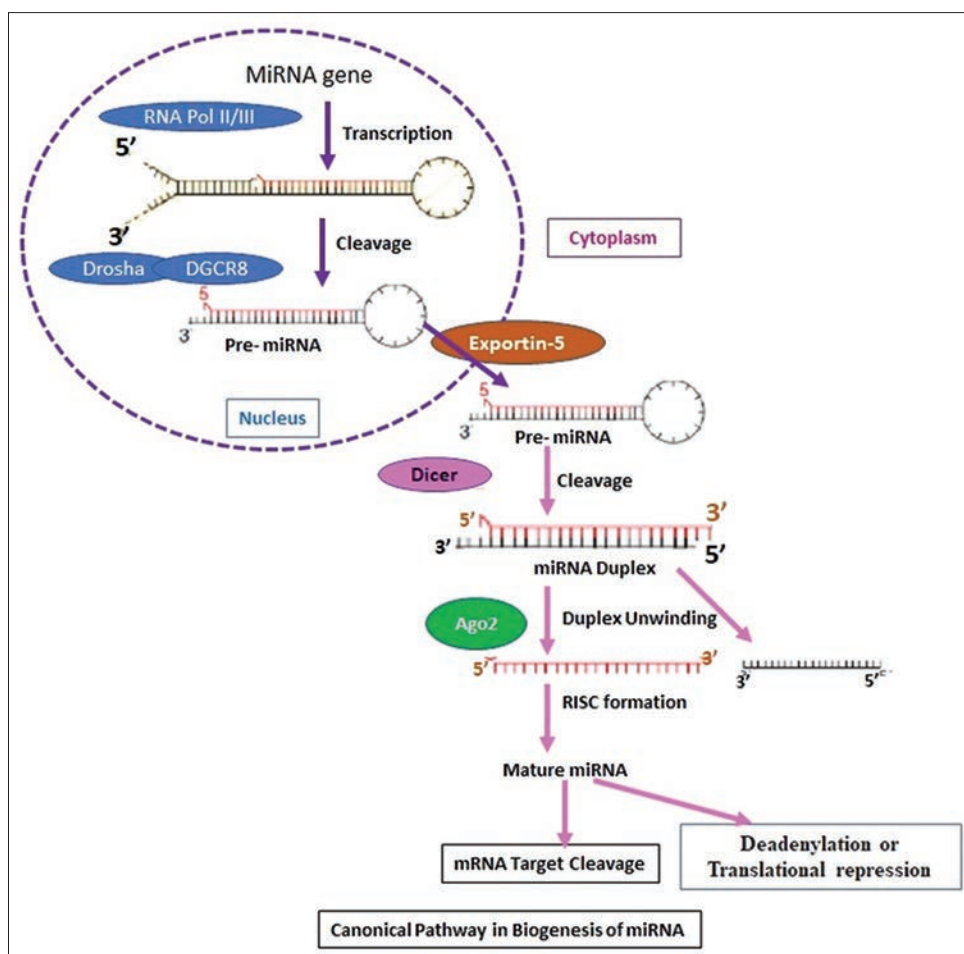 MiRNA gene
RNA Pol II/III
Transcription
5’
3’
Cleavage
Cytoplasm
Drosha
DGCR8
5
3
Pre- miRNA
Exportin-5
Nucleus
5
3
Pre- miRNA
Dicer
Cleavage
5’
3’
3’
5’
miRNA Duplex
Ago2
Duplex Unwinding
5’
3’
3’
5’
RISC formation
Mature miRNA
mRNA Target Cleavage
Deadenylation or
Translational repression
Canonical Pathway in Biogenesis of miRNA